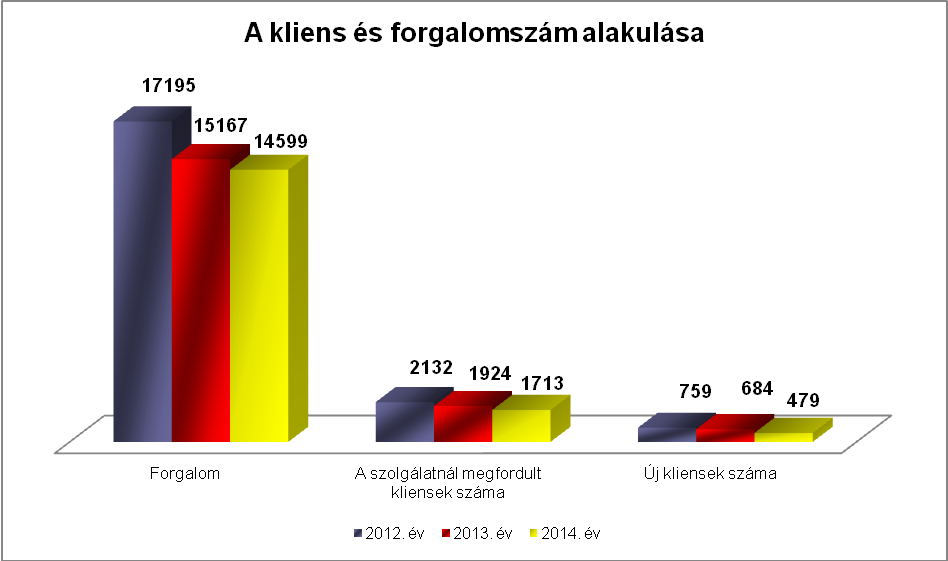 A kliens és forgalomszám alakulása
17195
15167
14599
2132
1924
1713
759
684
479
Forgalom
A szolgálatnál megfordult
kliensek száma
Új kliensek száma
2012. év
2013. év
2014. év